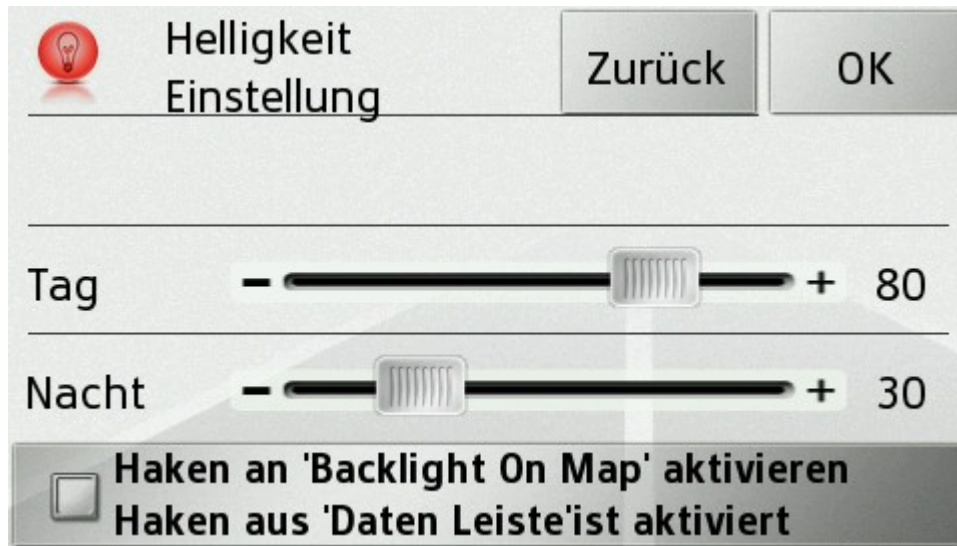 Helligkeit
Einstellung
Zurück
OK
Tag
- + 80
Nacht
- + 30
Haken an 'Backlight On Map' aktivieren
Haken aus 'Daten Leiste'ist aktiviert